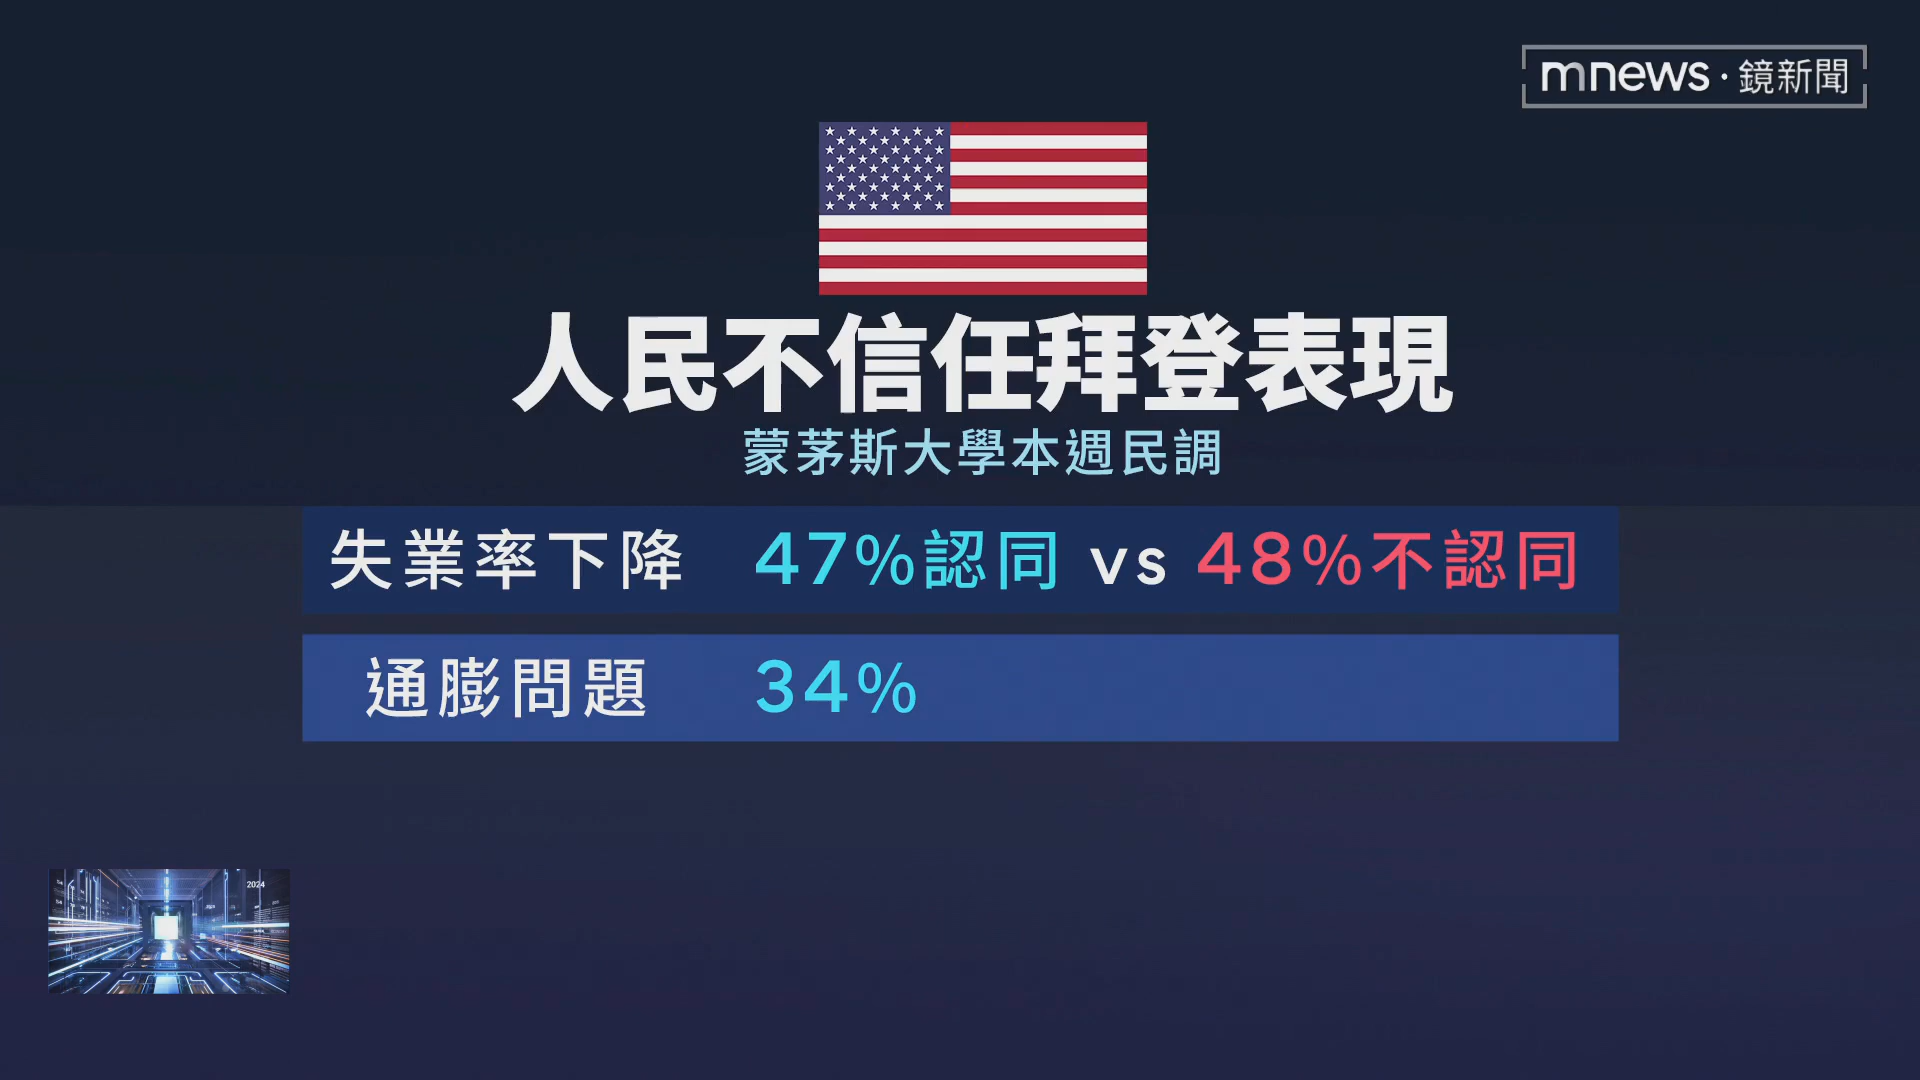 mnews·鏡新聞
人民不信任拜登表現
蒙茅斯大學本週民調
失業率下降 47%認同 vs 48%不認同
通膨問題 34%
2024